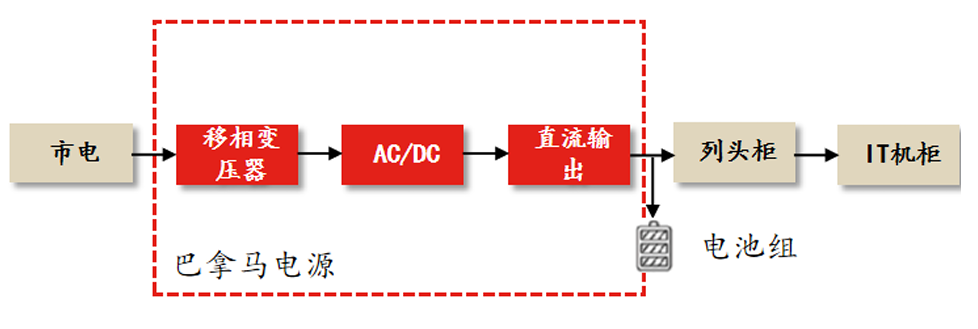 市电
移相变
压器
AC/DC
直流输
出
列头柜
IT机柜
巴拿马电源
电池组